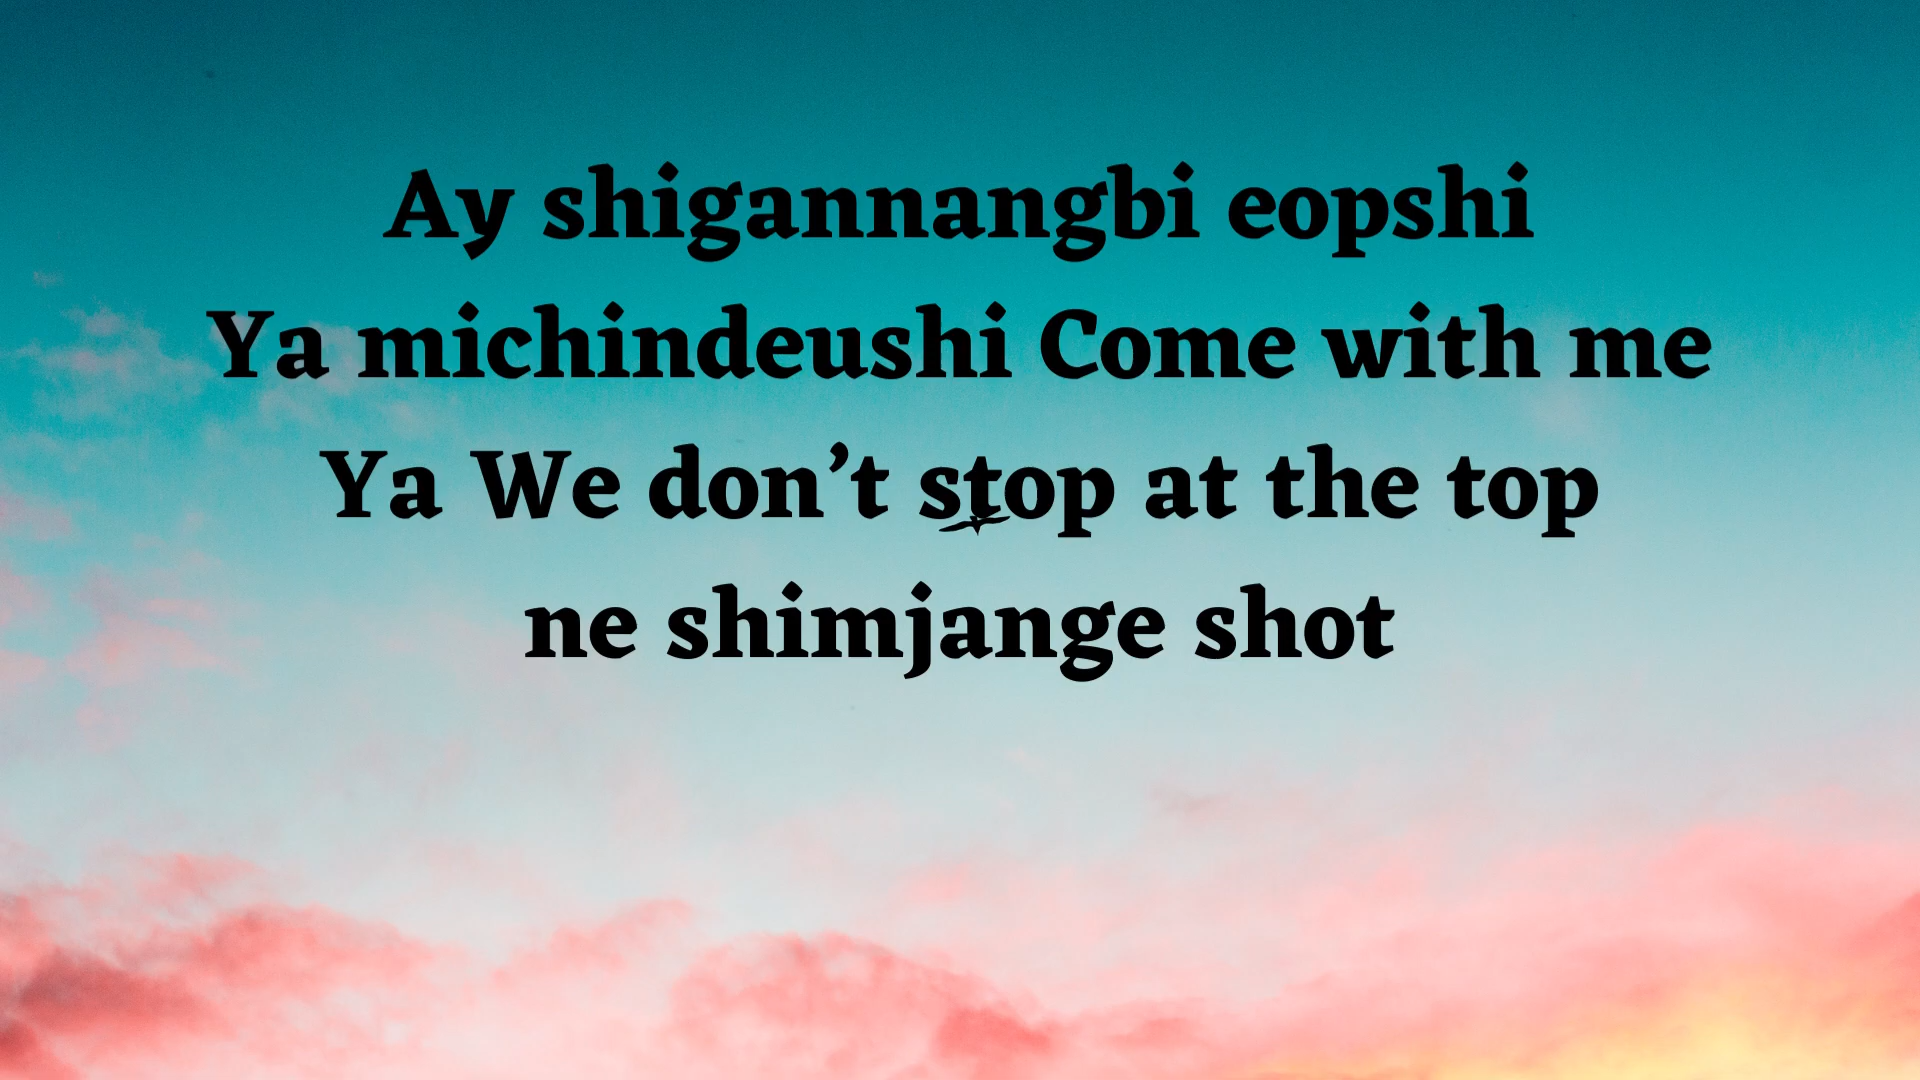 Ay shigannangbi eopshi
Ya michindeushi Come with me
Ya We don’t stop at the top
ne shimjange shot